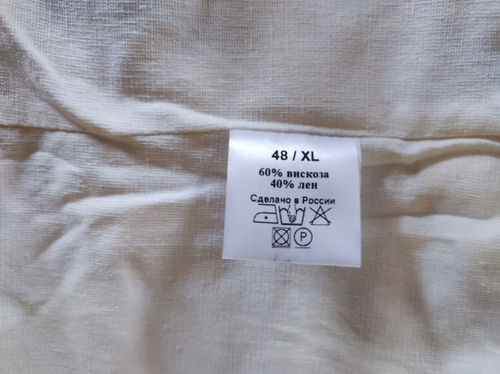 48 / XL
60% вискоза
40% лен
Сделано в России
P